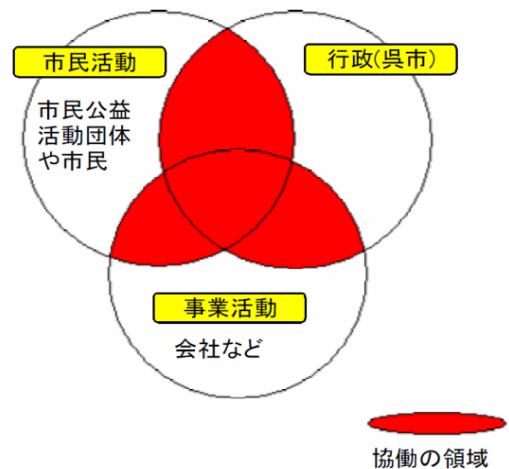 市民活動
行政(呉市)
市民公益
活動団体
や市民
事業活動
会社など
協働の領域